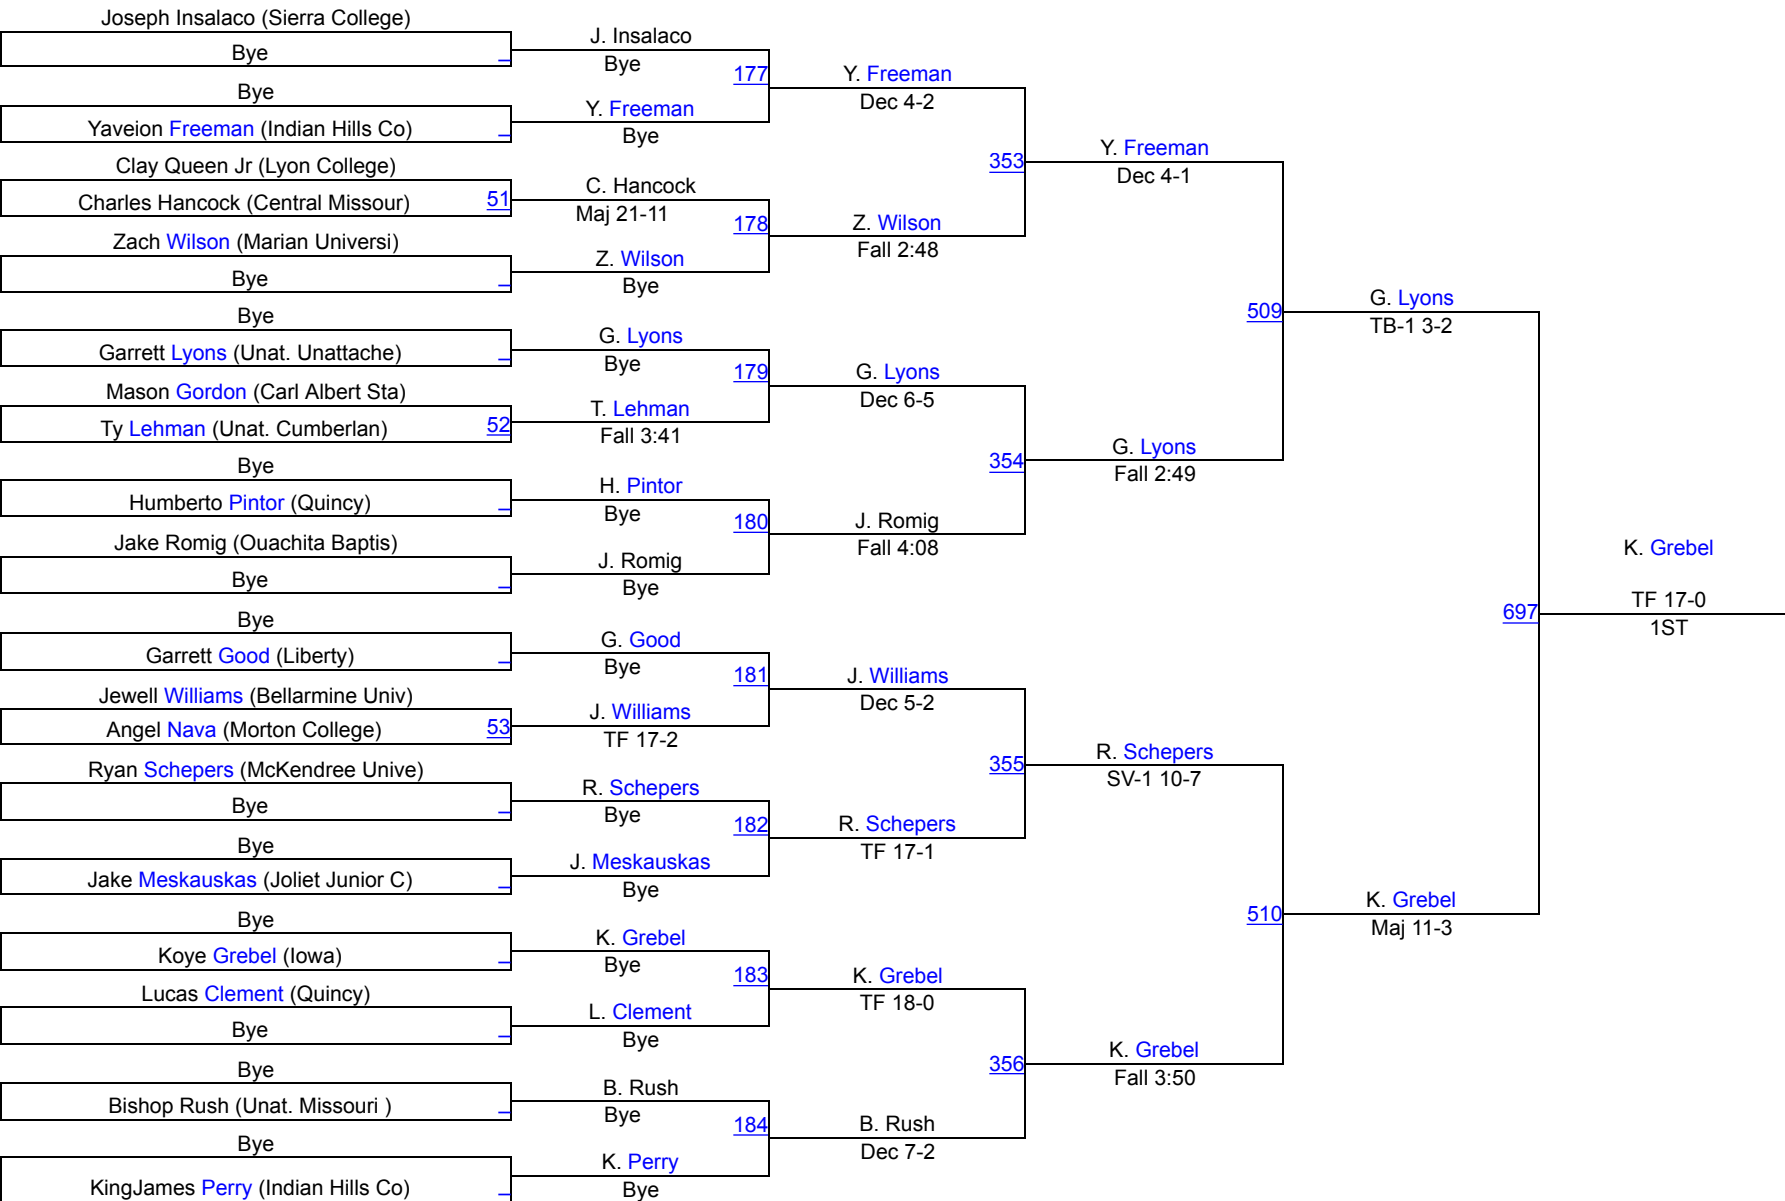 Joseph Insalaco (Sierra College)
Bye
Bye
Yaveion Freeman (Indian Hills Co)
Clay Queen Jr (Lyon College)
Charles Hancock (Central Missour)
51
Zach Wilson (Marian Universi)
Bye
Bye
Garrett Lyons (Unat. Unattache)
Mason Gordon (Carl Albert Sta)
Ty Lehman (Unat. Cumberlan)
52
Bye
Humberto Pintor (Quincy)
Jake Romig (Ouachita Baptis)
Bye
Bye
Garrett Good (Liberty)
Jewell Williams (Bellarmine Univ)
Angel Nava (Morton College)
53
Ryan Schepers (McKendree Unive)
Bye
Bye
Jake Meskauskas (Joliet Junior C)
Bye
Koye Grebel (Iowa)
Lucas Clement (Quincy)
Bye
Bye
Bishop Rush (Unat. Missouri )
Bye
KingJames Perry (Indian Hills Co)
J. Insalaco
Bye
177
Y. Freeman
Bye
C. Hancock
Maj 21-11
178
Z. Wilson
Bye
G. Lyons
Bye
179
T. Lehman
Fall 3:41
H. Pintor
Bye
180
J. Romig
Bye
G. Good
Bye
181
J. Williams
TF 17-2
R. Schepers
Bye
182
J. Meskauskas
Bye
K. Grebel
Bye
183
L. Clement
Bye
B. Rush
Bye
184
K. Perry
Bye
Y. Freeman
Dec 4-2
353
Z. Wilson
Fall 2:48
G. Lyons
Dec 6-5
354
J. Romig
Fall 4:08
J. Williams
Dec 5-2
355
R. Schepers
TF 17-1
K. Grebel
TF 18-0
356
B. Rush
Dec 7-2
Y. Freeman
Dec 4-1
509
G. Lyons
Fall 2:49
R. Schepers
SV-1 10-7
510
K. Grebel
Fall 3:50
G. Lyons
TB-1 3-2
697
K. Grebel
Maj 11-3
K. Grebel
TF 17-0
1ST